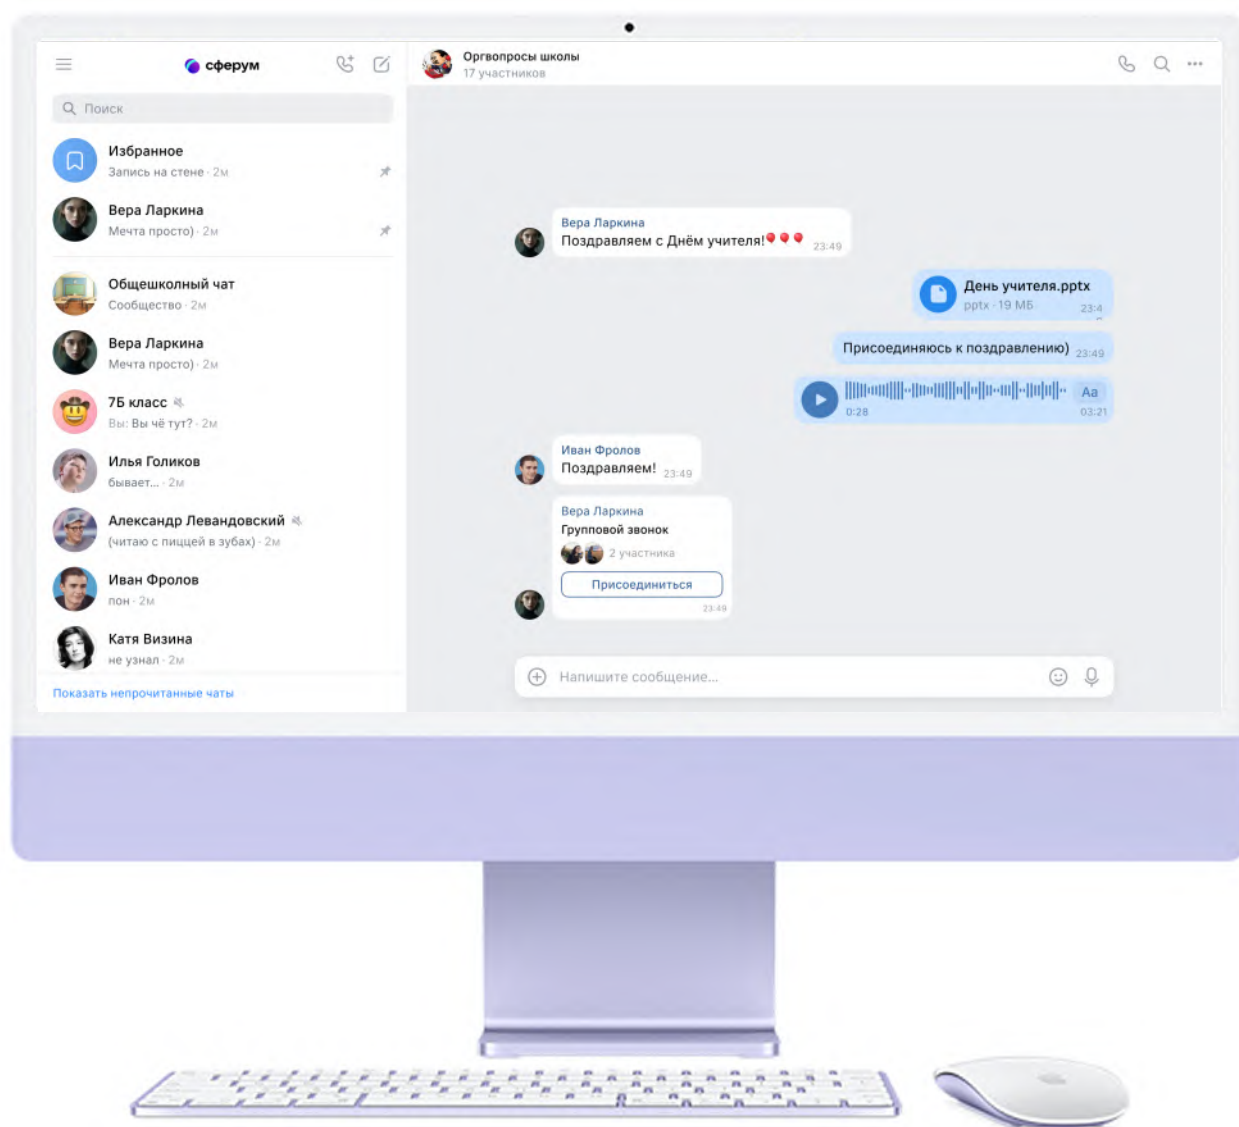 сферум
Поиск
Избранное
Запись на стене · 2м
Вера Ларкина
Мечта просто) · 2м
Общешкольный чат
Сообщество · 2м
Вера Ларкина
Мечта просто) · 2м
7Б класс
Вы: Вы чё тут? · 2м
Илья Голиков
бывает... · 2м
Александр Левандовский
(читаю с пиццей в зубах) · 2м
Иван Фролов
пон · 2м
Катя Визина
не узнал · 2м
Показать непрочитанные чаты
Оргвопросы школы
17 участников
Вера Ларкина
Поздравляем с Днём учителя!🎈🎈🎈 23:49
День учителя.pptx
pptx · 19 МБ 23:4
Присоединяюсь к поздравлению) 23:49
Aa
0:28 03:21
Иван Фролов
Поздравляем! 23:49
Вера Ларкина
Групповой звонок
2 участника
Присоединиться
23:49
Напишите сообщение...